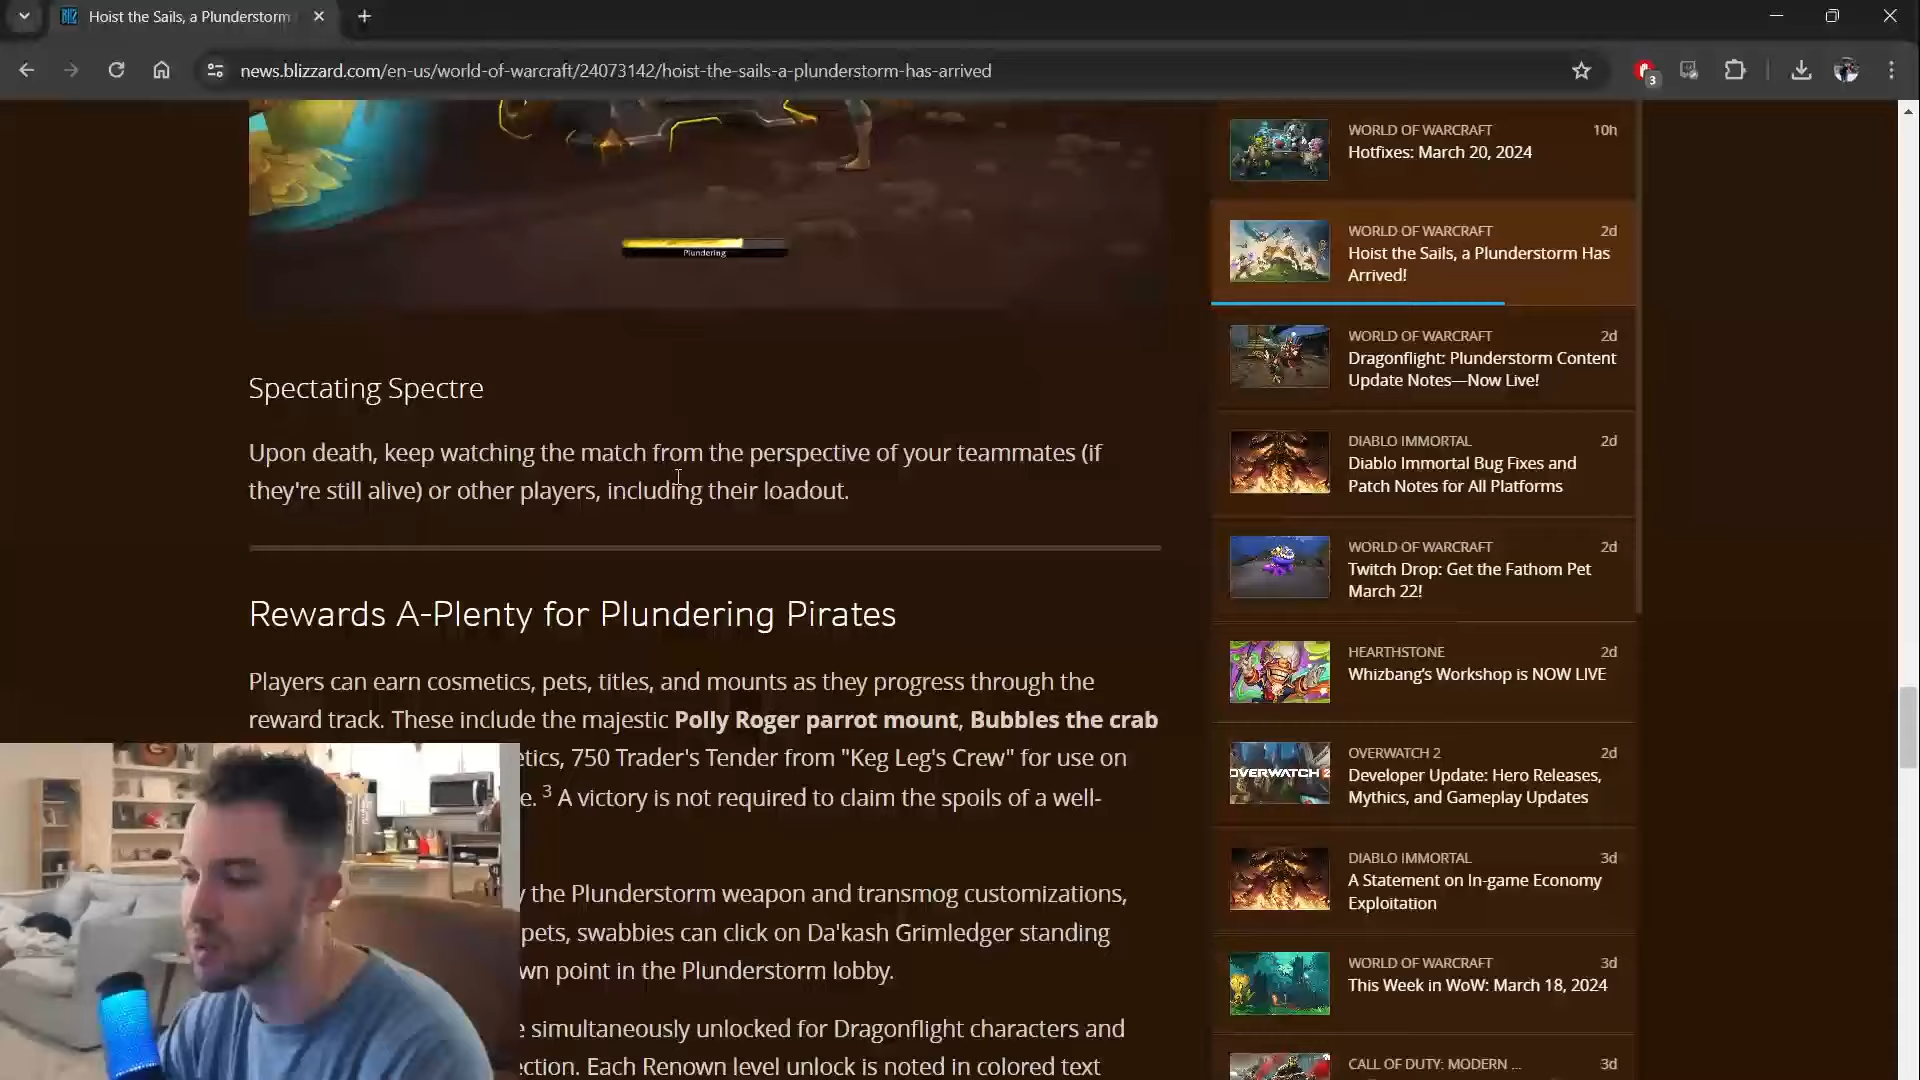 Hoist the Sails, a Plunderstorm
news.blizzard.com/en-us/world-of-warcraft/24073142/hoist-the-sails-a-plunderstorm-has-arrived
3
Plundering
Spectating Spectre
Upon death, keep watching the match from the perspective of your teammates (if
they're still alive) or other players, including their loadout.
Rewards A-Plenty for Plundering Pirates
Players can earn cosmetics, pets, titles, and mounts as they progress through the
reward track. These include the majestic Polly Roger parrot mount, Bubbles the crab
etics, 750 Trader's Tender from "Keg Leg's Crew" for use on
e. 3 A victory is not required to claim the spoils of a well-
y the Plunderstorm weapon and transmog customizations,
pets, swabbies can click on Da'kash Grimledger standing
wn point in the Plunderstorm lobby.
e simultaneously unlocked for Dragonflight characters and
ection. Each Renown level unlock is noted in colored text
WORLD OF WARCRAFT 10h
Hotfixes: March 20, 2024
WORLD OF WARCRAFT 2d
Hoist the Sails, a Plunderstorm Has
Arrived!
WORLD OF WARCRAFT 2d
Dragonflight: Plunderstorm Content
Update Notes—Now Live!
DIABLO IMMORTAL 2d
Diablo Immortal Bug Fixes and
Patch Notes for All Platforms
WORLD OF WARCRAFT 2d
Twitch Drop: Get the Fathom Pet
March 22!
HEARTHSTONE 2d
Whizbang's Workshop is NOW LIVE
OVERWATCH 2
OVERWATCH 2 2d
Developer Update: Hero Releases,
Mythics, and Gameplay Updates
DIABLO IMMORTAL 3d
A Statement on In-game Economy
Exploitation
WORLD OF WARCRAFT 3d
This Week in WoW: March 18, 2024
CALL OF DUTY: MODERN ... 3d